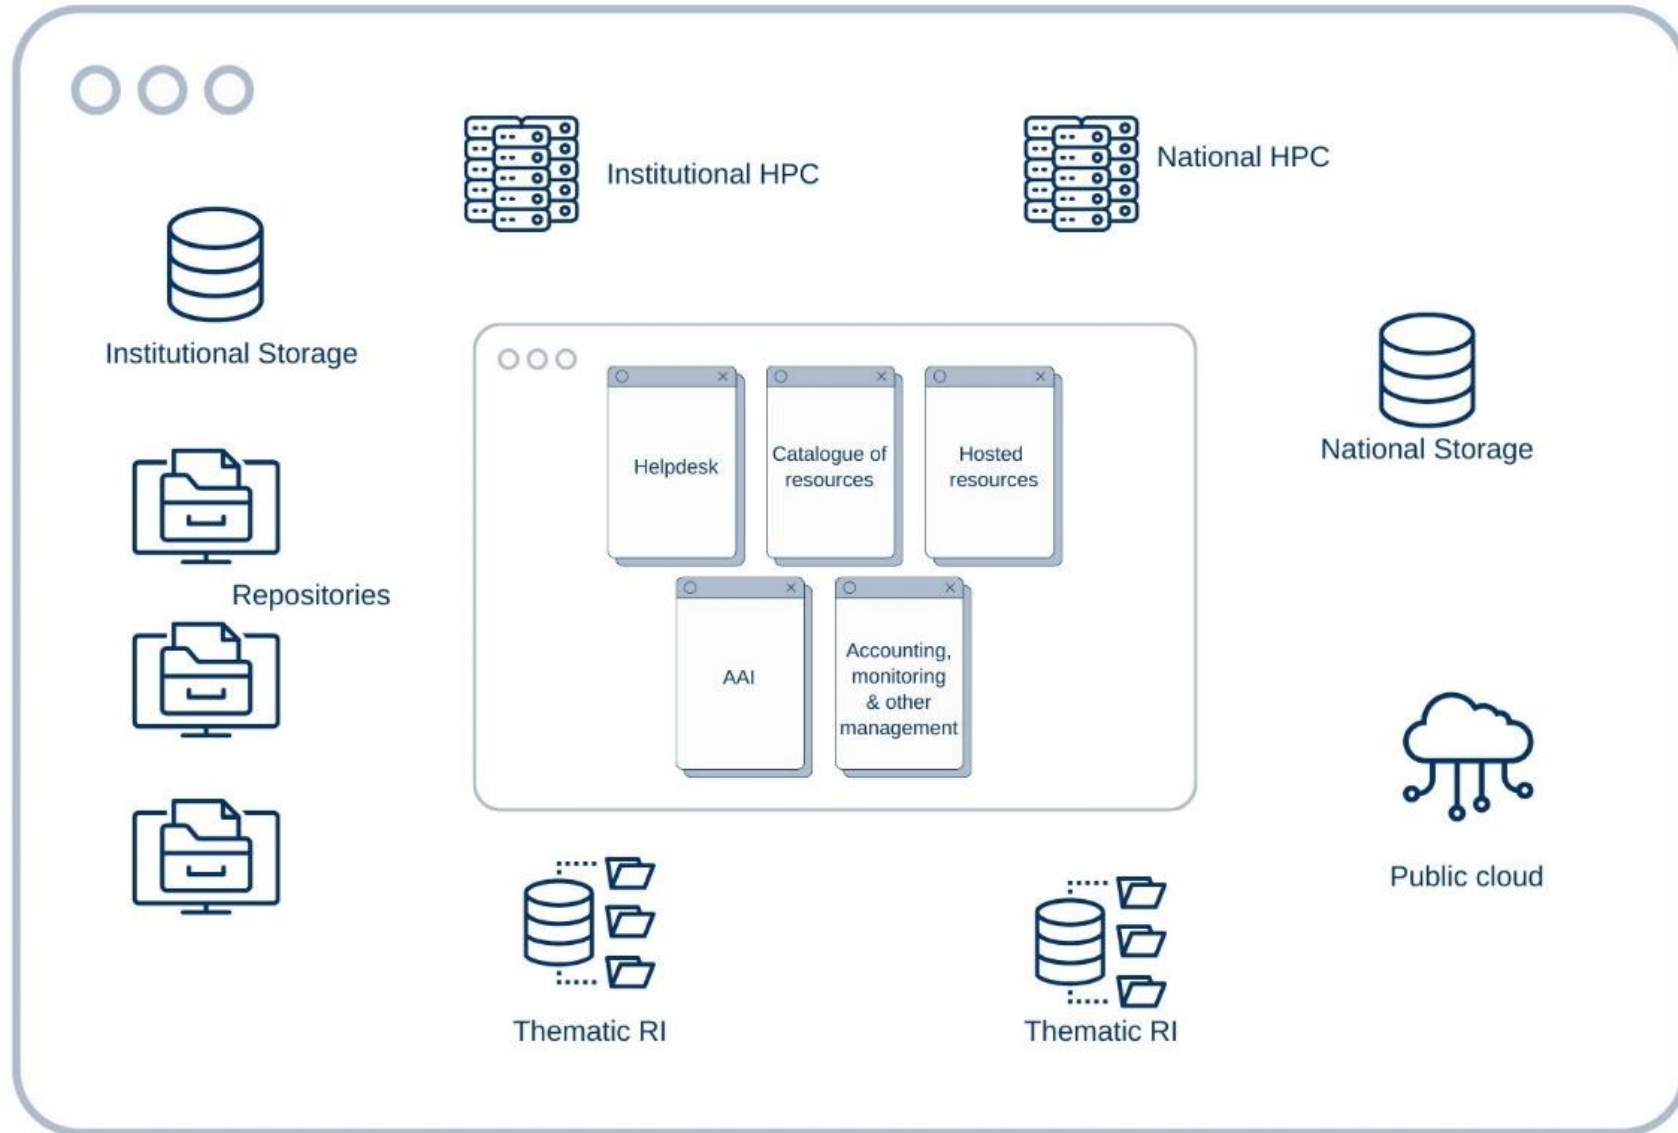 Institutional HPC
National HPC
Institutional Storage
National Storage
Helpdesk
Catalogue of
resources
Hosted
resources
Repositories
AAI
Accounting,
monitoring
& other
management
Public cloud
Thematic RI
Thematic RI